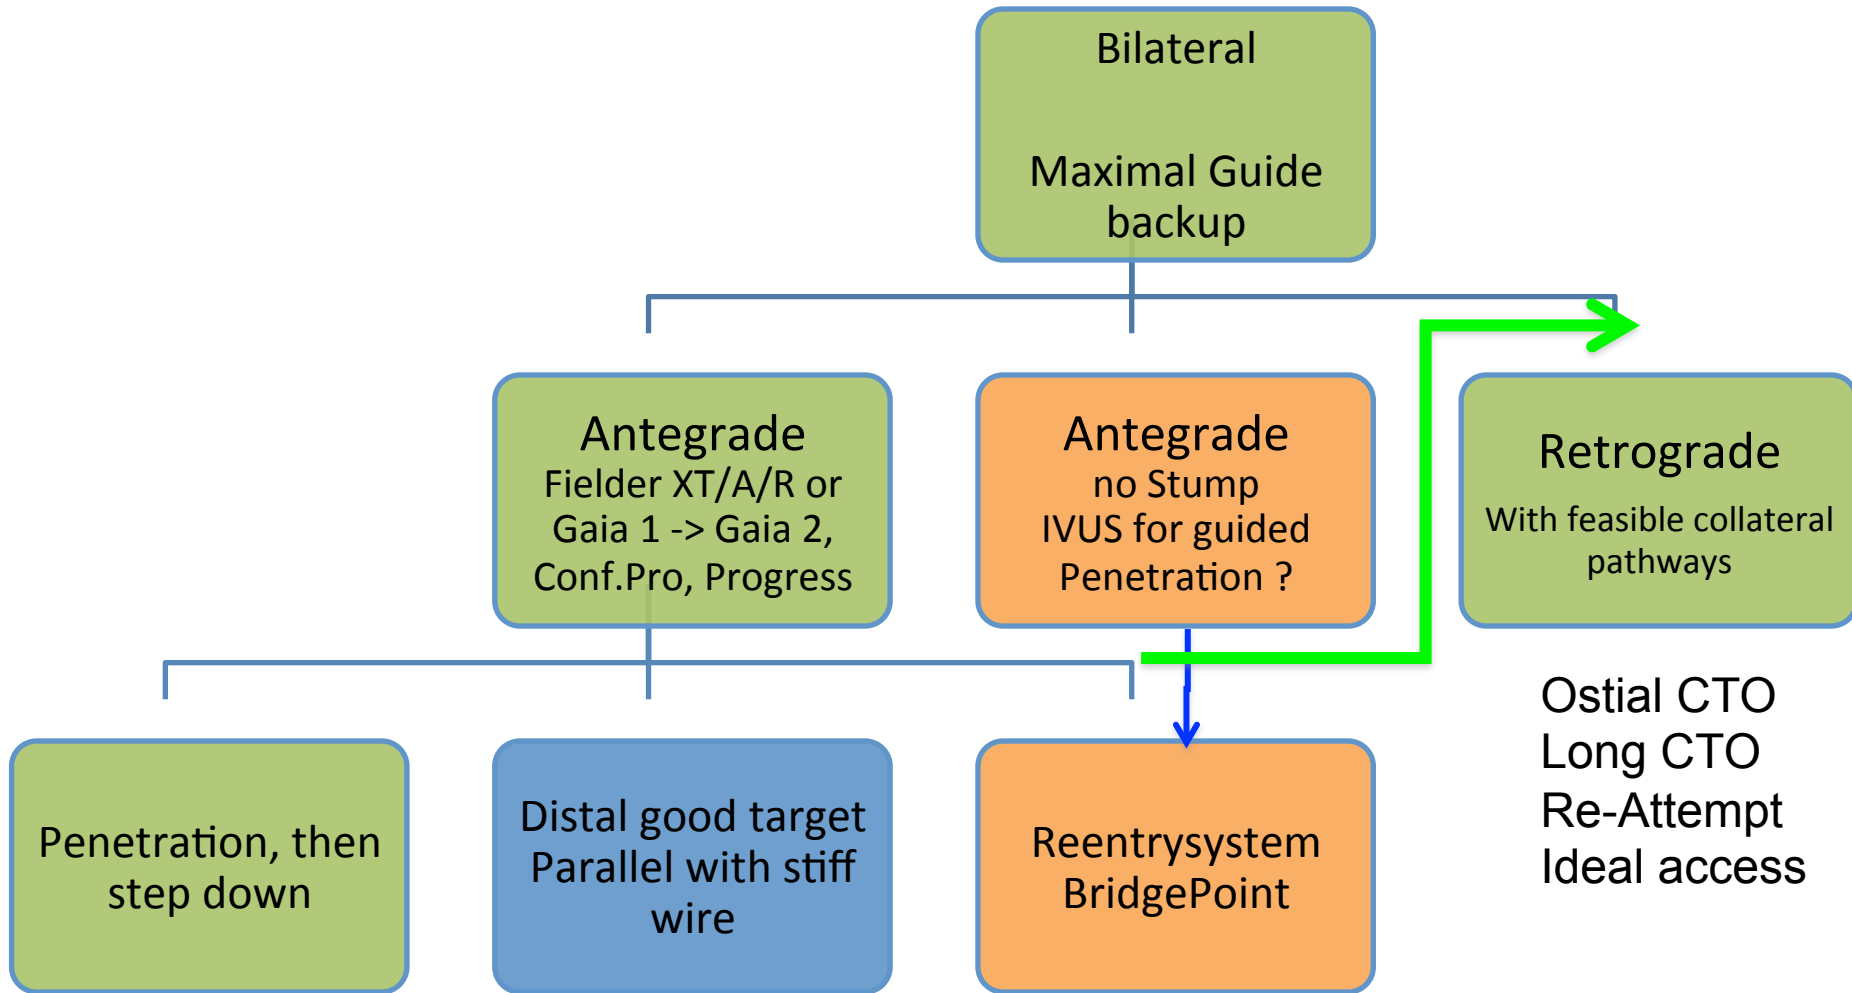 Bilateral
Maximal Guide
backup
Antegrade
Fielder XT/A/R or
Gaia 1 -> Gaia 2,
Conf.Pro, Progress
Antegrade
no Stump
IVUS for guided
Penetration ?
Retrograde
With feasible collateral
pathways
Ostial CTO
Long CTO
Re-Attempt
Ideal access
Penetration, then
step down
Distal good target
Parallel with stiff
wire
Reentrysystem
BridgePoint